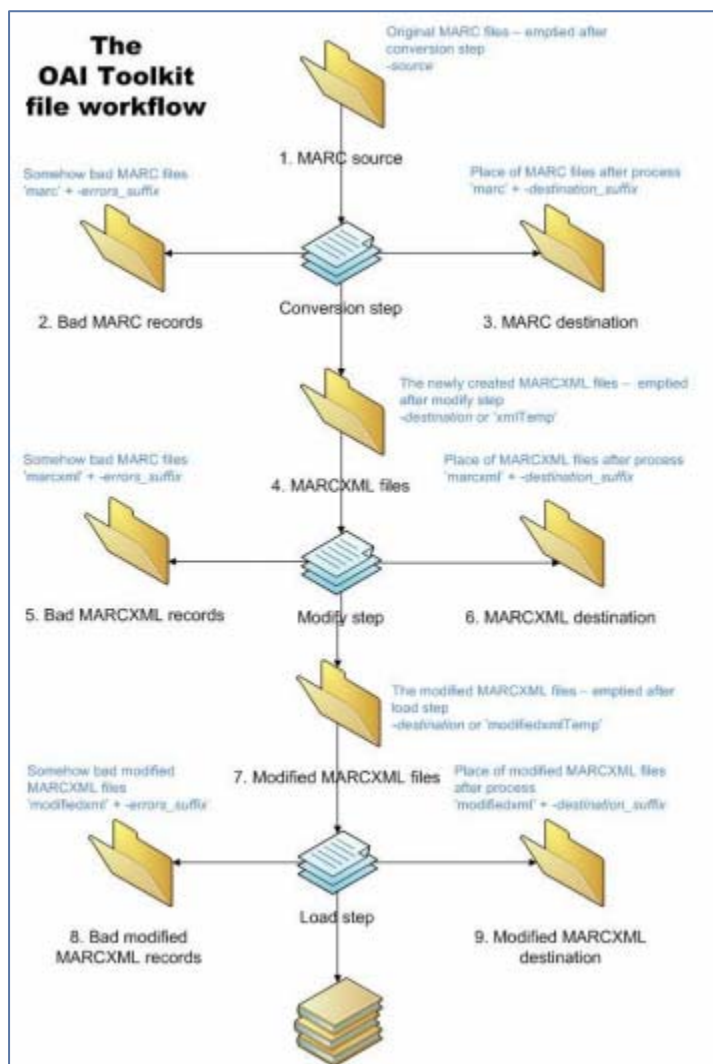 The
OAI Toolkit
file workflow
Original MARC files – emptied after
conversion step
-source
1. MARC source
Somehow bad MARC files
'marc' + -errors_suffix
Place of MARC files after process
'marc' + -destination_suffix
2. Bad MARC records
Conversion step
3. MARC destination
The newly created MARCXML files – emptied
after modify step
-destination or 'xmlTemp'
Somehow bad MARC files
'marcxml' + -errors_suffix
Place of MARCXML files after process
'marcxml' + -destination_suffix
4. MARCXML files
5. Bad MARCXML records
Modify step
6. MARCXML destination
The modified MARCXML files – emptied after
load step
-destination or 'modifiedxmlTemp'
Somehow bad modified
MARCXML files
'modifiedxml' + -errors_suffix
7. Modified MARCXML files
Place of modified MARCXML files
after process
'modifiedxml' + -destination_suffix
8. Bad modified
MARCXML records
Load step
9. Modified MARCXML
destination